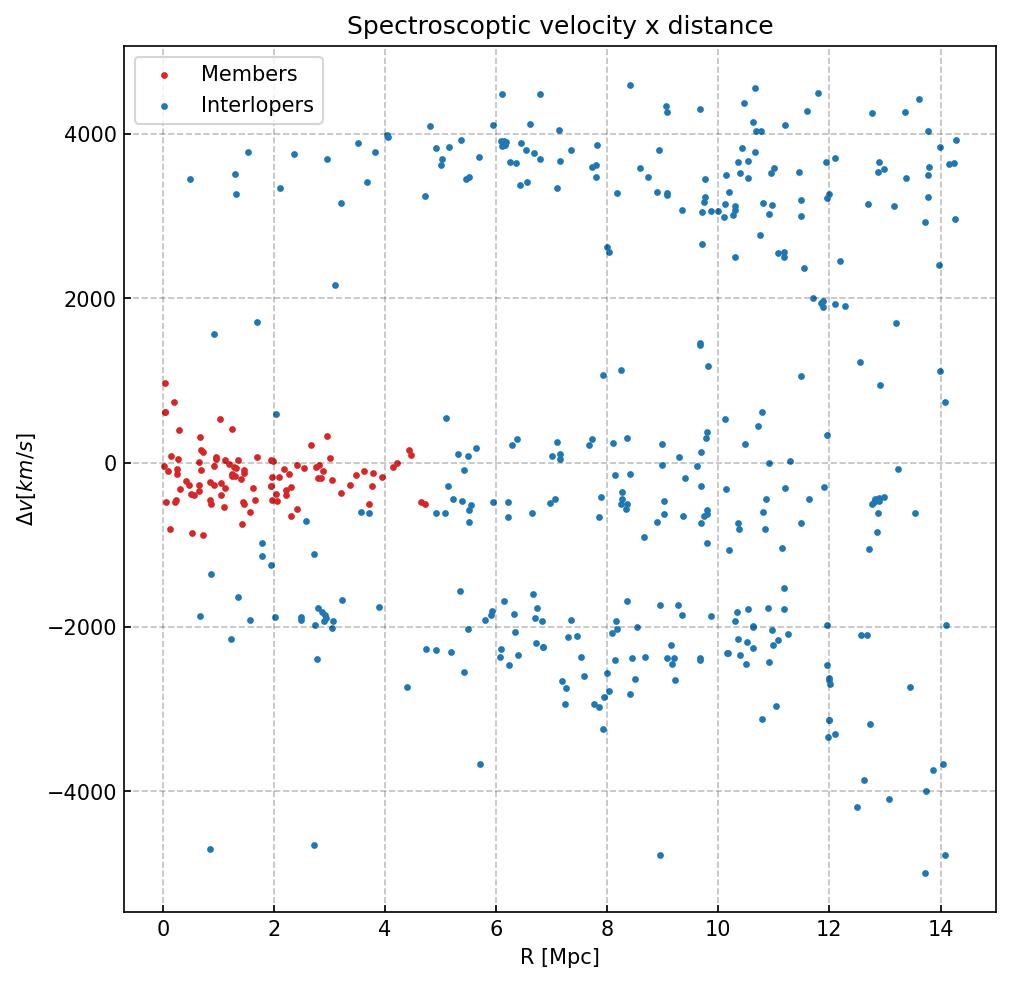 Spectroscoptic velocity x distance
Members
Interlopers
4000
2000
0
−2000
−4000
Δv[km/s]
0 2 4 6 8 10 12 14
R [Mpc]